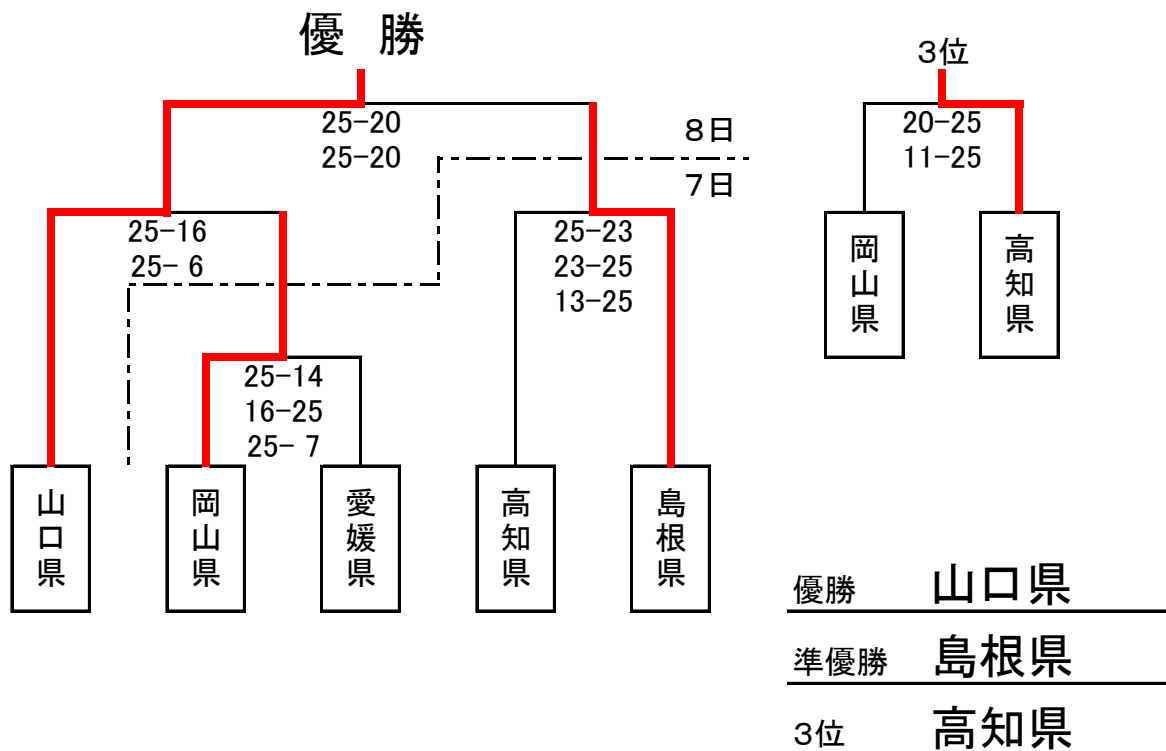 優　勝
25-20
25-20
8日
7日
25-16
25- 6
25-23
23-25
13-25
25-14
16-25
25- 7
山口県
岡山県
愛媛県
高知県
島根県
3位
20-25
11-25
岡山県
高知県
優勝　山口県
準優勝　島根県
3位　高知県